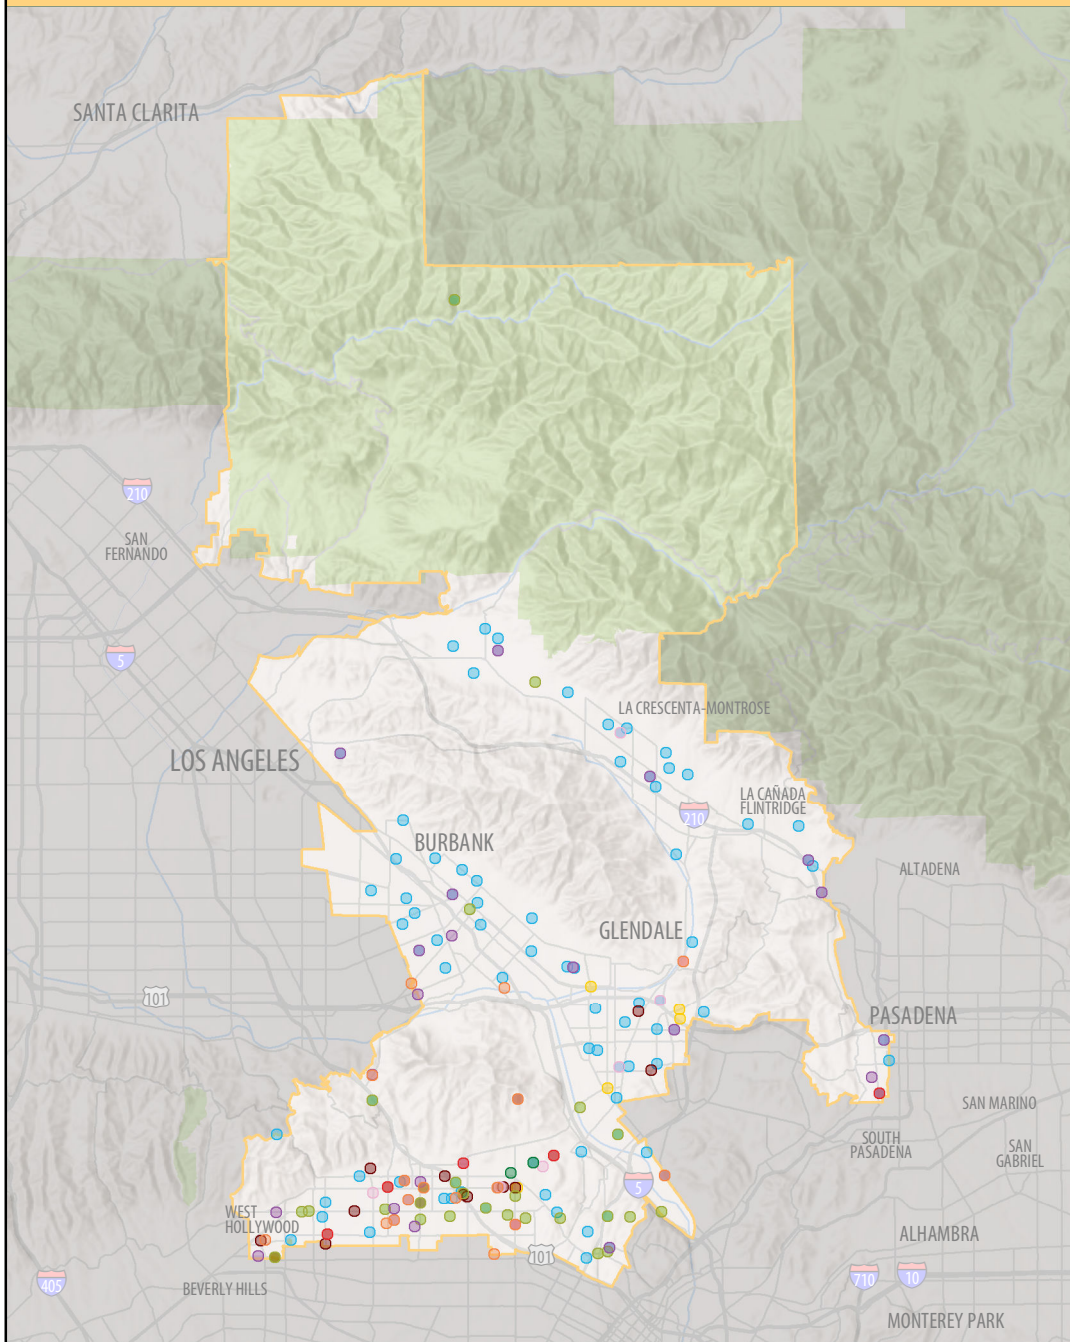 SANTA CLARITA
210
SAN
FERNANDO
5
LA CRESCENTA-MONTROSE
LOS ANGELES
LA CAÑADA
FLINTRIDGE
210
BURBANK
ALTADENA
GLENDALE
101
PASADENA
SAN MARINO
SOUTH
PASADENA
SAN
GABRIEL
5
WEST
HOLLYWOOD
ALHAMBRA
101
405
BEVERLY HILLS
710
10
MONTEREY PARK